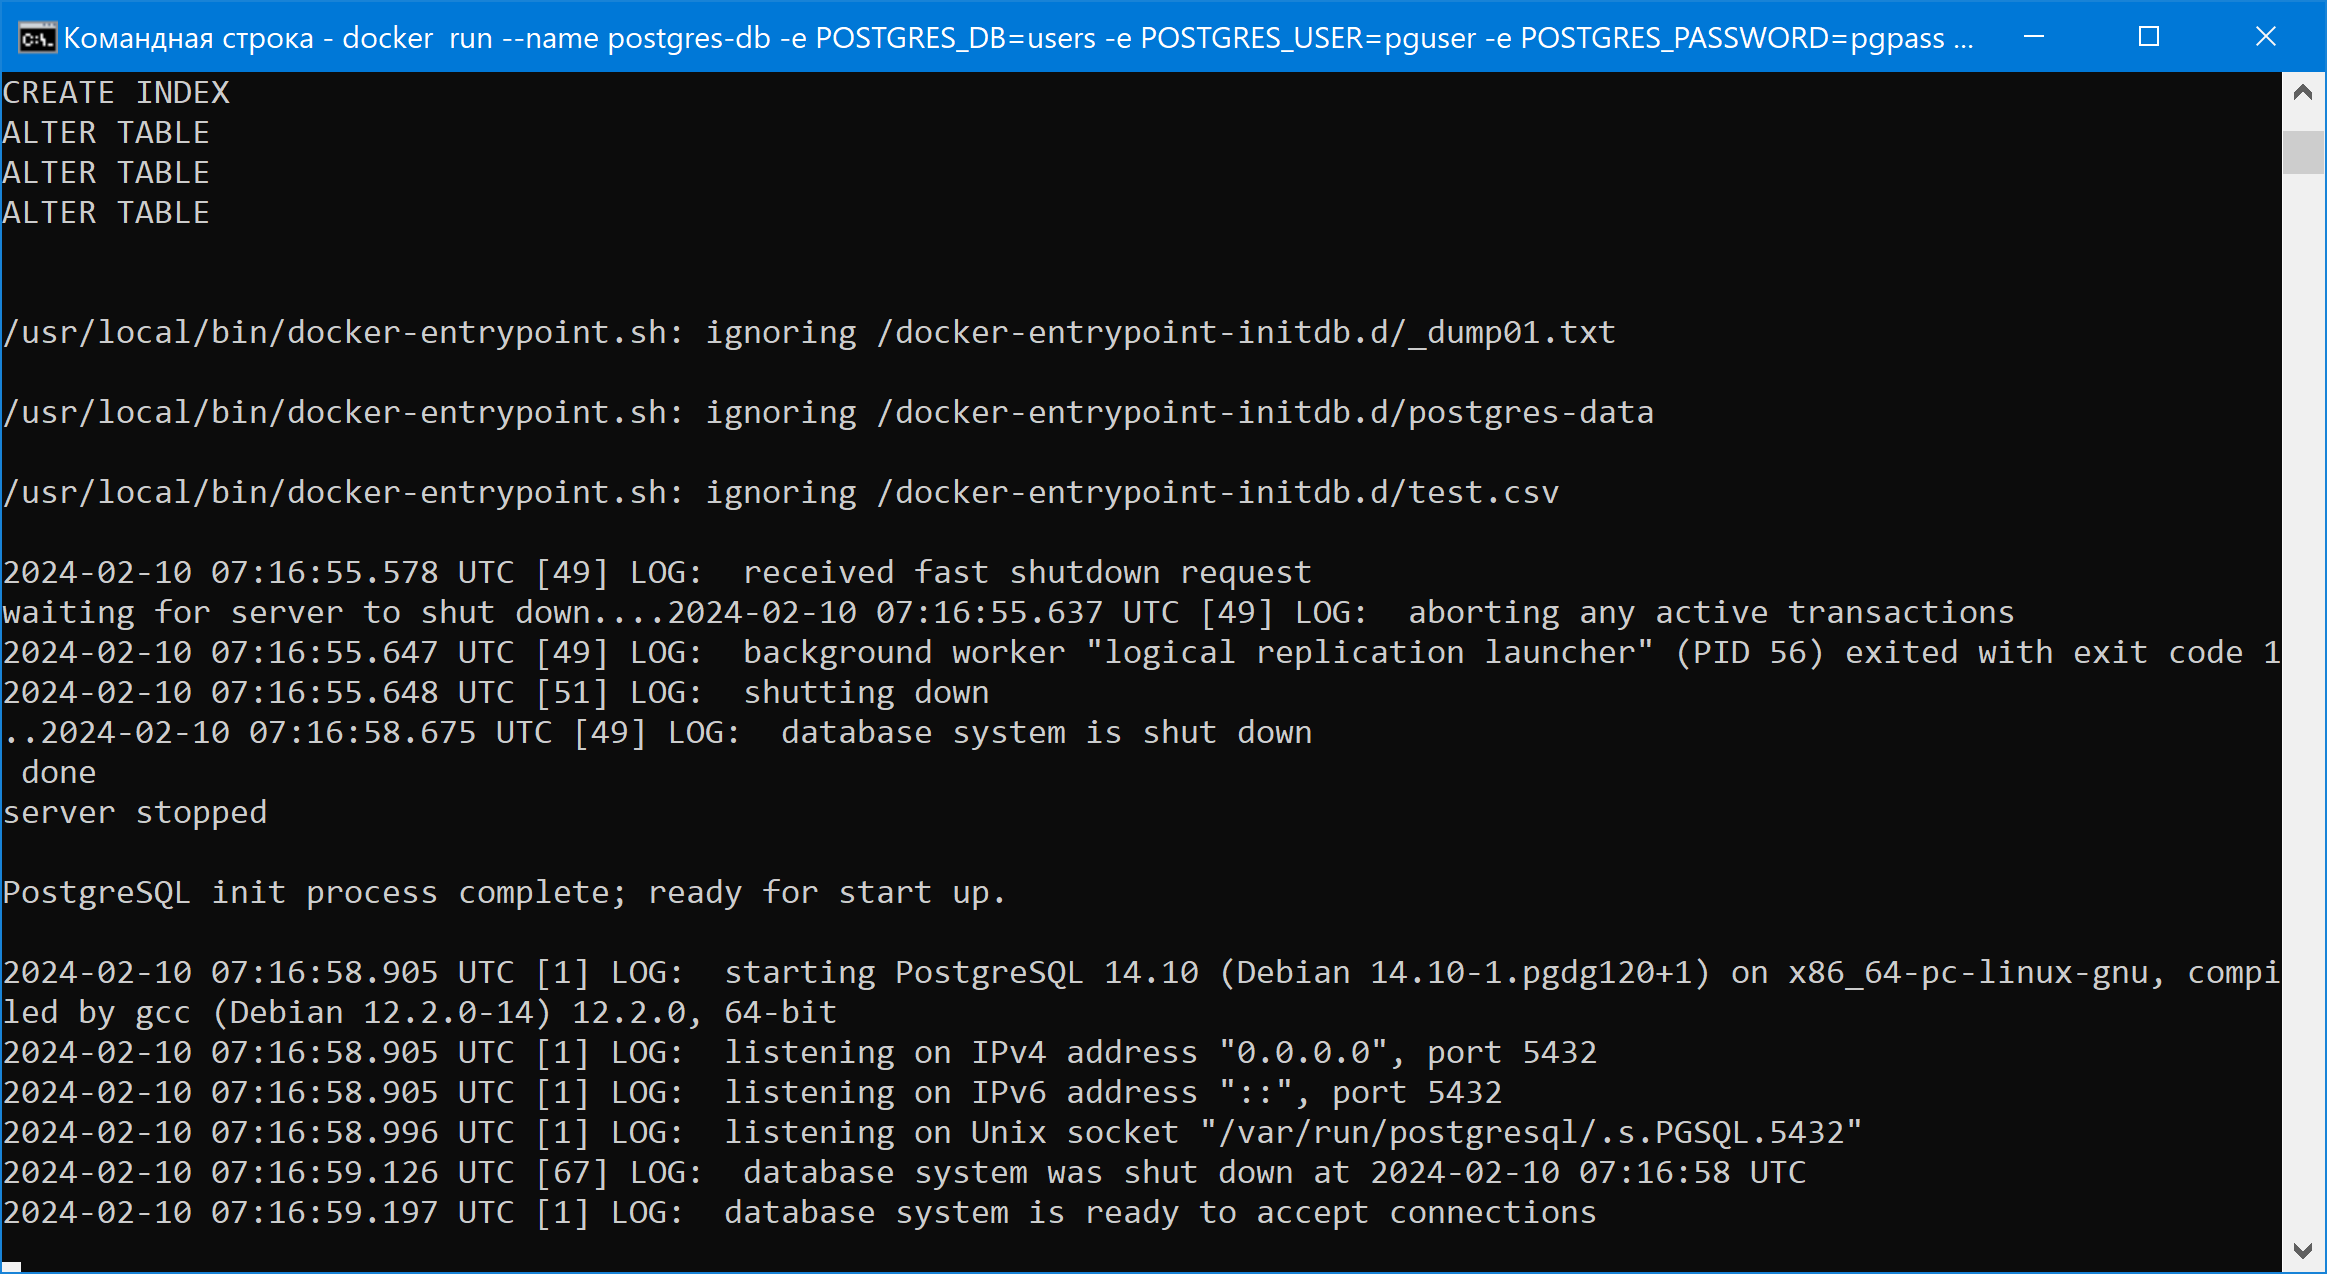 Командная строка - docker  run --name postgres-db -e POSTGRES_DB=users -e POSTGRES_USER=pguser -e POSTGRES_PASSWORD=pgpass ...
CREATE INDEX
ALTER TABLE
ALTER TABLE
ALTER TABLE
/usr/local/bin/docker-entrypoint.sh: ignoring /docker-entrypoint-initdb.d/_dump01.txt
/usr/local/bin/docker-entrypoint.sh: ignoring /docker-entrypoint-initdb.d/postgres-data
/usr/local/bin/docker-entrypoint.sh: ignoring /docker-entrypoint-initdb.d/test.csv
2024-02-10 07:16:55.578 UTC [49] LOG:  received fast shutdown request
waiting for server to shut down....2024-02-10 07:16:55.637 UTC [49] LOG:  aborting any active transactions
2024-02-10 07:16:55.647 UTC [49] LOG:  background worker "logical replication launcher" (PID 56) exited with exit code 1
2024-02-10 07:16:55.648 UTC [51] LOG:  shutting down
..2024-02-10 07:16:58.675 UTC [49] LOG:  database system is shut down
 done
server stopped
PostgreSQL init process complete; ready for start up.
2024-02-10 07:16:58.905 UTC [1] LOG:  starting PostgreSQL 14.10 (Debian 14.10-1.pgdg120+1) on x86_64-pc-linux-gnu, compi
led by gcc (Debian 12.2.0-14) 12.2.0, 64-bit
2024-02-10 07:16:58.905 UTC [1] LOG:  listening on IPv4 address "0.0.0.0", port 5432
2024-02-10 07:16:58.905 UTC [1] LOG:  listening on IPv6 address "::", port 5432
2024-02-10 07:16:58.996 UTC [1] LOG:  listening on Unix socket "/var/run/postgresql/.s.PGSQL.5432"
2024-02-10 07:16:59.126 UTC [67] LOG:  database system was shut down at 2024-02-10 07:16:58 UTC
2024-02-10 07:16:59.197 UTC [1] LOG:  database system is ready to accept connections